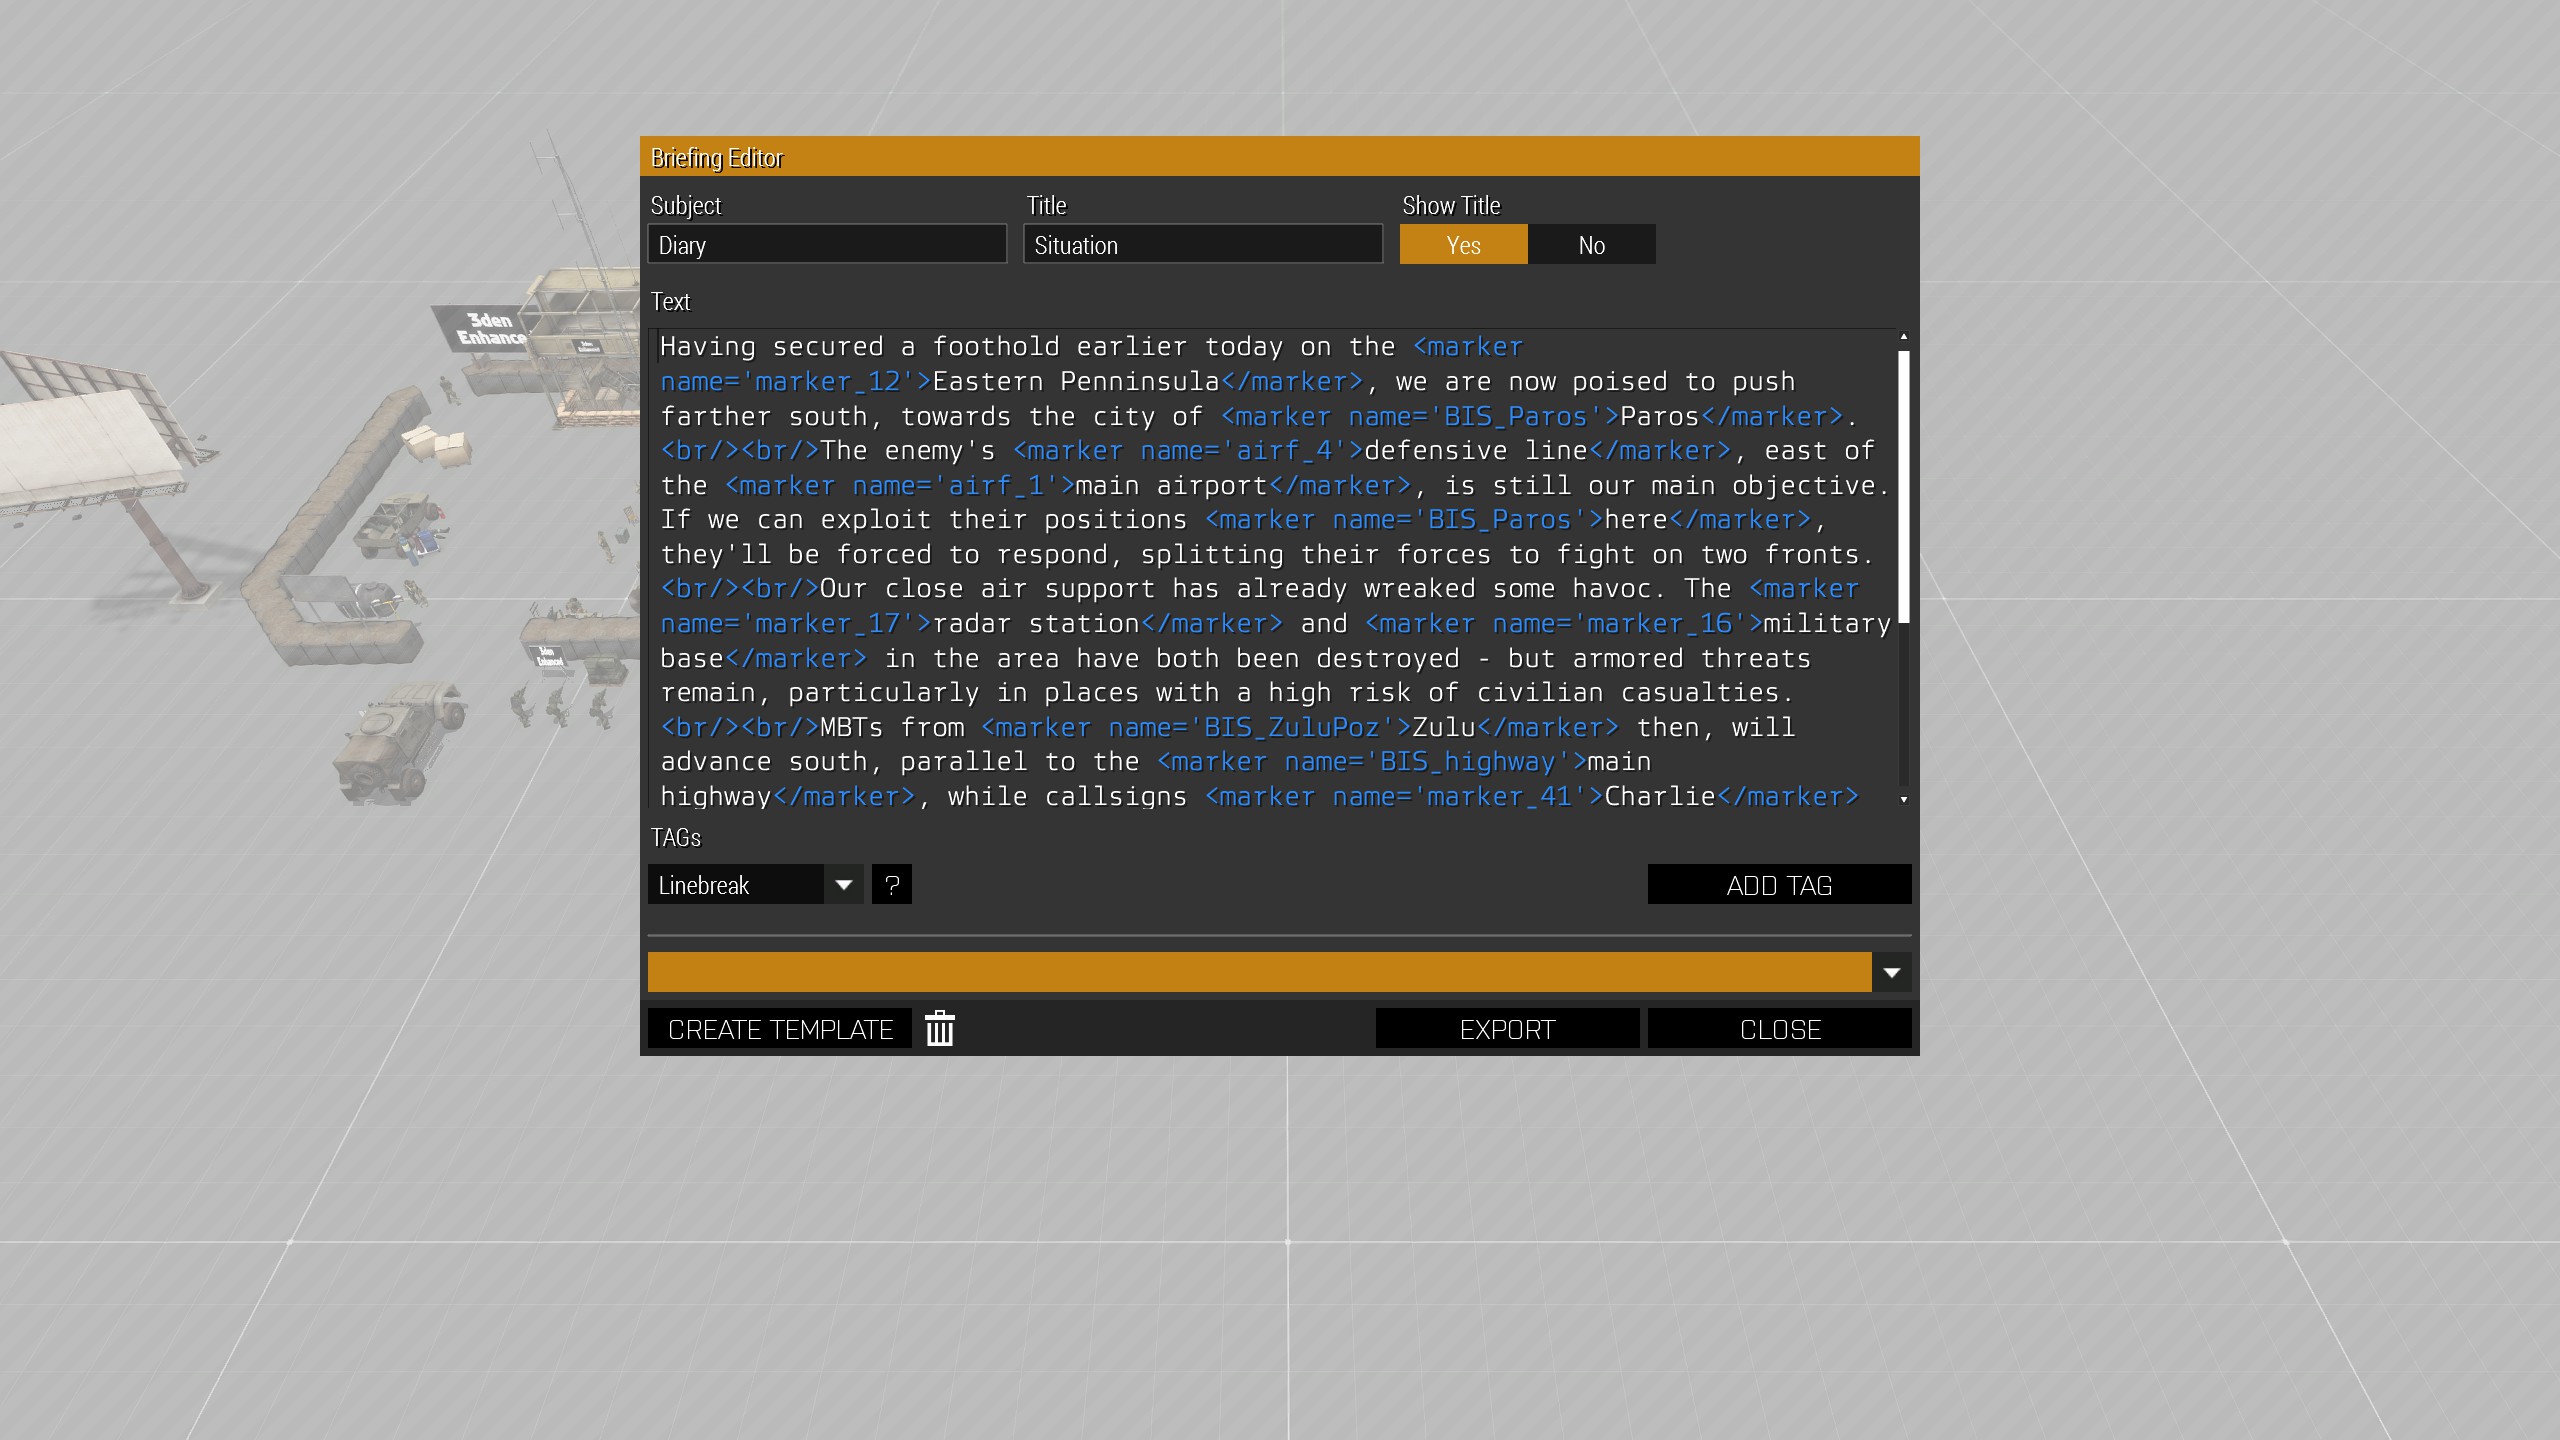 Briefing Editor
Subject Title Show Title
Diary Situation Yes No
3den
Enhance
Text
Having secured a foothold earlier today on the <marker
name='marker_12'>Eastern Penninsula</marker>, we are now poised to push
farther south, towards the city of <marker name='BIS_Paros'>Paros</marker>.
<br/><br/>The enemy's <marker name='airf_4'>defensive line</marker>, east of
the <marker name='airf_1'>main airport</marker>, is still our main objective.
If we can exploit their positions <marker name='BIS_Paros'>here</marker>,
they'll be forced to respond, splitting their forces to fight on two fronts.
<br/><br/>Our close air support has already wreaked some havoc. The <marker
name='marker_17'>radar station</marker> and <marker name='marker_16'>military
base</marker> in the area have both been destroyed - but armored threats
remain, particularly in places with a high risk of civilian casualties.
<br/><br/>MBTs from <marker name='BIS_ZuluPoz'>Zulu</marker> then, will
advance south, parallel to the <marker name='BIS_highway'>main
highway</marker>, while callsigns <marker name='marker_41'>Charlie</marker>
3den
Enhanced
TAGs
Linebreak ? ADD TAG
CREATE TEMPLATE EXPORT CLOSE